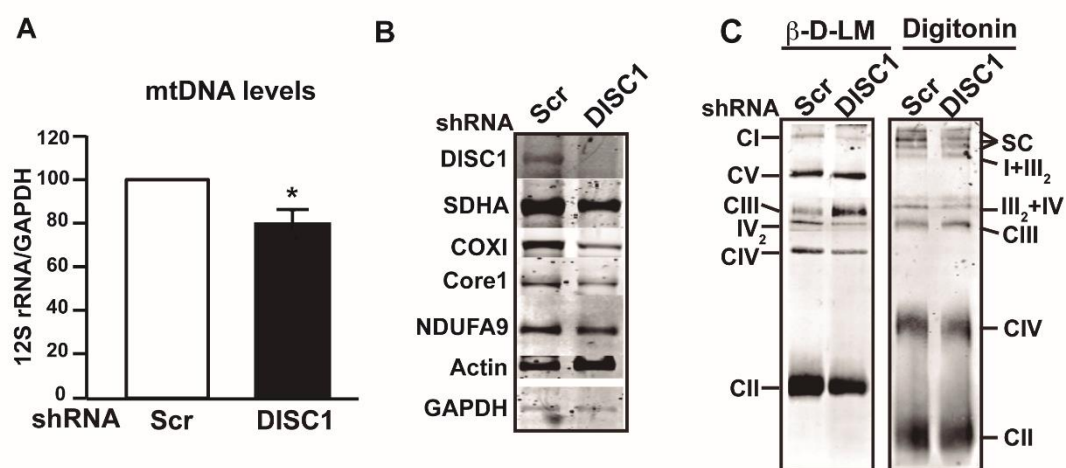 A
mtDNA levels
12S rRNA/GAPDH
120
100
80
60
40
20
0
shRNA
Scr
DISC1
*
B
shRNA
Scr
DISC1
DISC1
SDHA
COXI
Core1
NDUFA9
Actin
GAPDH
C
β-D-LM
Digitonin
shRNA
Scr
DISC1
Scr
DISC1
CI
CV
CIII
IV₂
CIV
CII
SC
I+III₂
III₂+IV
CIII
CIV
CII